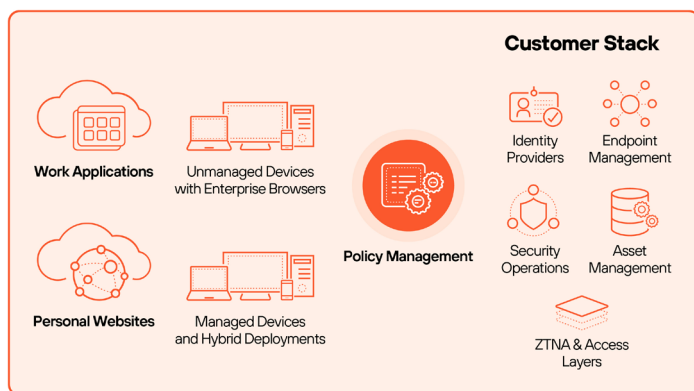 Customer Stack
Work Applications
Unmanaged Devices
with Enterprise Browsers
Personal Websites
Managed Devices
and Hybrid Deployments
Policy Management
Identity
Providers
Endpoint
Management
Security
Operations
Asset
Management
ZTNA & Access
Layers